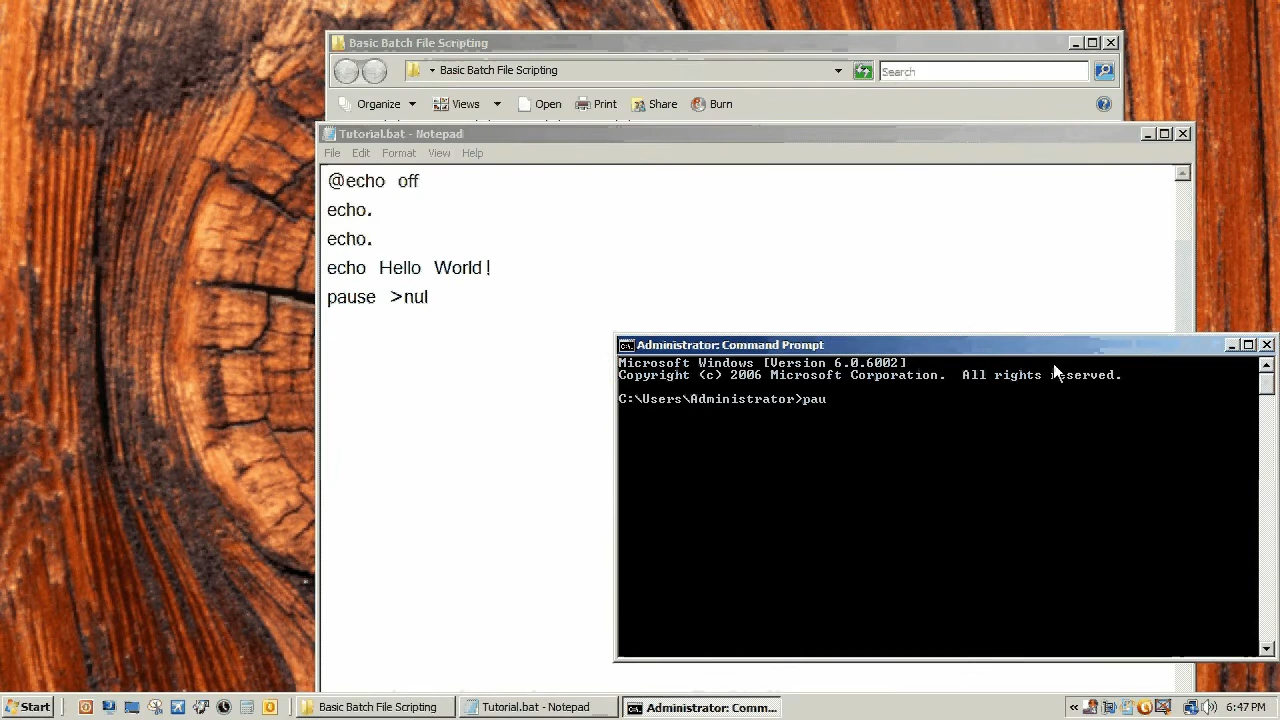 Basic Batch File Scripting
Basic Batch File Scripting
Search
Organize Views Open Print Share Burn
Tutorial.bat - Notepad
File Edit Format View Help
@echo off
echo.
echo.
echo Hello World!
pause >nul
Administrator: Command Prompt
Microsoft Windows [Version 6.0.6002]
Copyright (c) 2006 Microsoft Corporation. All rights reserved.
C:\Users\Administrator>pau
Start Basic Batch File Scripting Tutorial.bat - Notepad Administrator: Comm... 6:47 PM